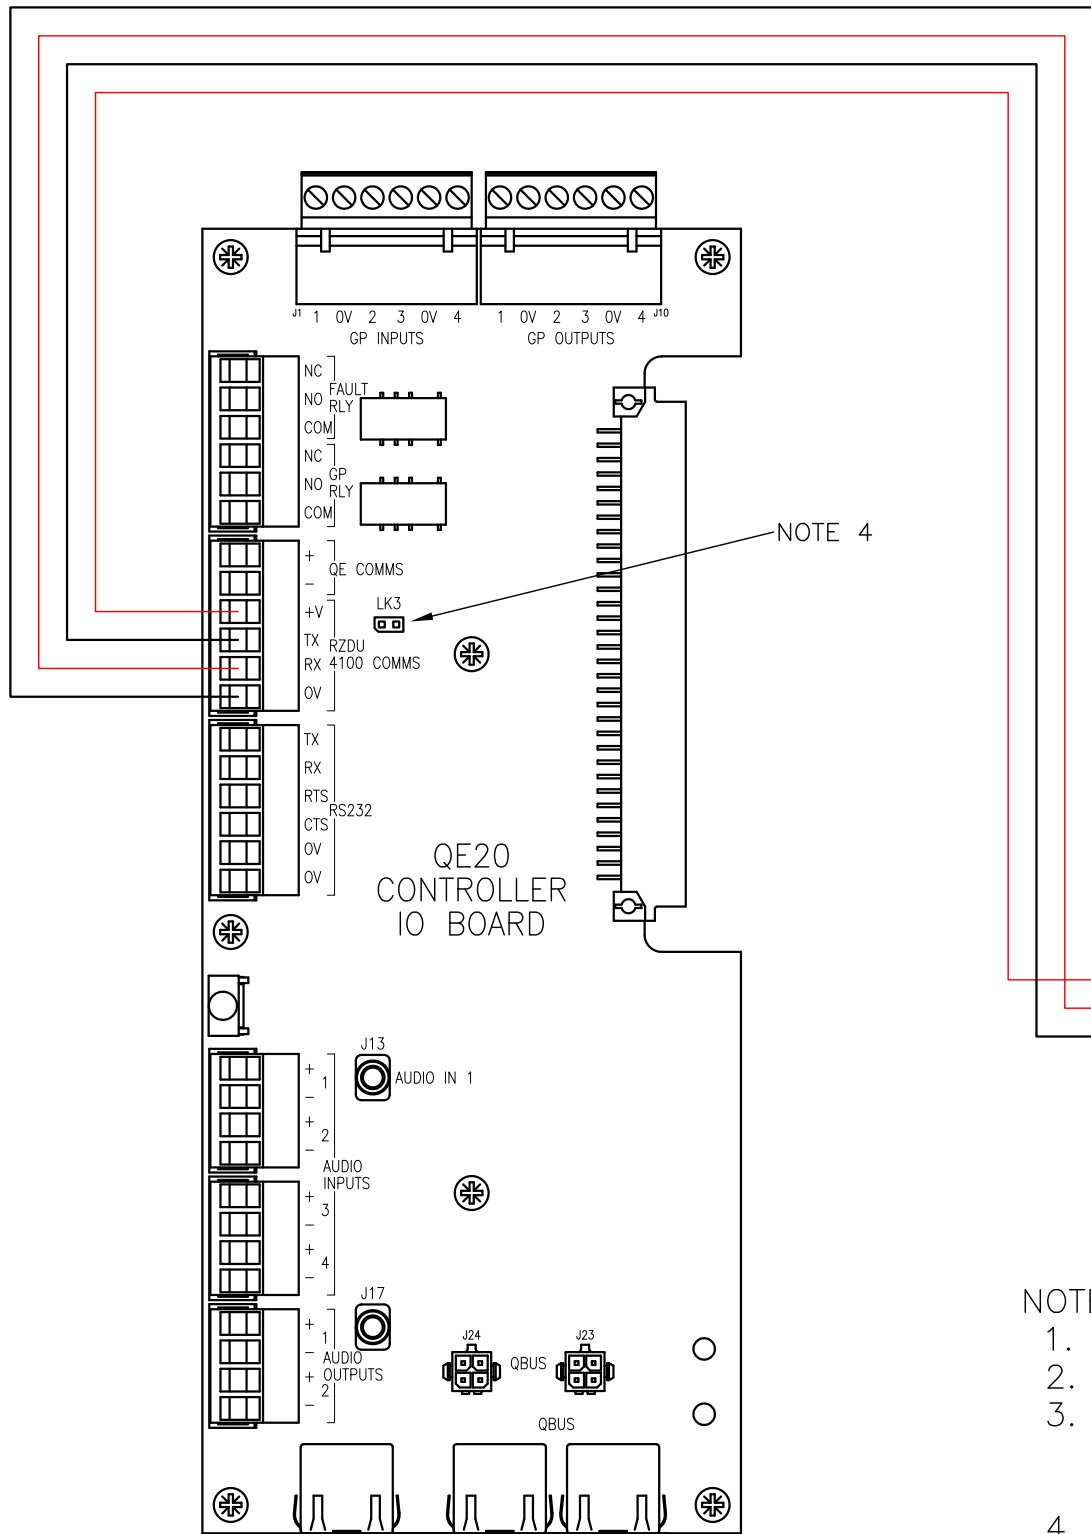 J1 1 0V 2 3 0V 4
1 0V 2 3 0V 4 J10
GP INPUTS
GP OUTPUTS
NC
NO
COM
FAULT
RLY
NC
NO
COM
GP
RLY
+
-
QE COMMS
+V
TX
RX
0V
RZDU
4100 COMMS
LK3
NOTE 4
TX
RX
RTS
CTS
0V
0V
RS232
QE20
CONTROLLER
IO BOARD
J13
AUDIO IN 1
+
1
-
+
2
-
AUDIO
INPUTS
+
3
-
+
4
-
J17
+
1
-
AUDIO
OUTPUTS
+
2
-
J24
QBUS
J23
QBUS
NOTE
1.
2.
3.
4